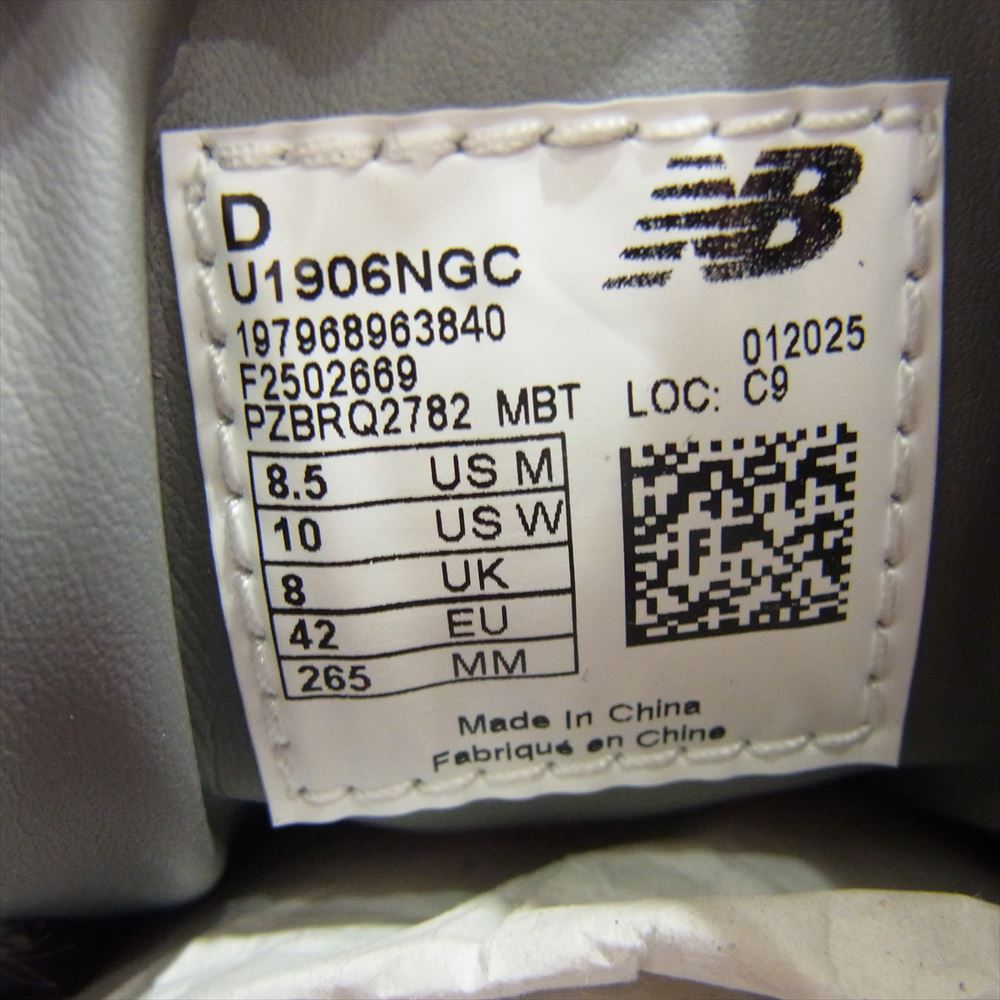 D
NB
U1906NGC
197968963840
012025
F2502669
PZBRQ2782 MBT
LOC: C9
8.5 US M
10 US W
8 UK
42 EU
265 MM
F
Made In China
Fabriqué en Chine